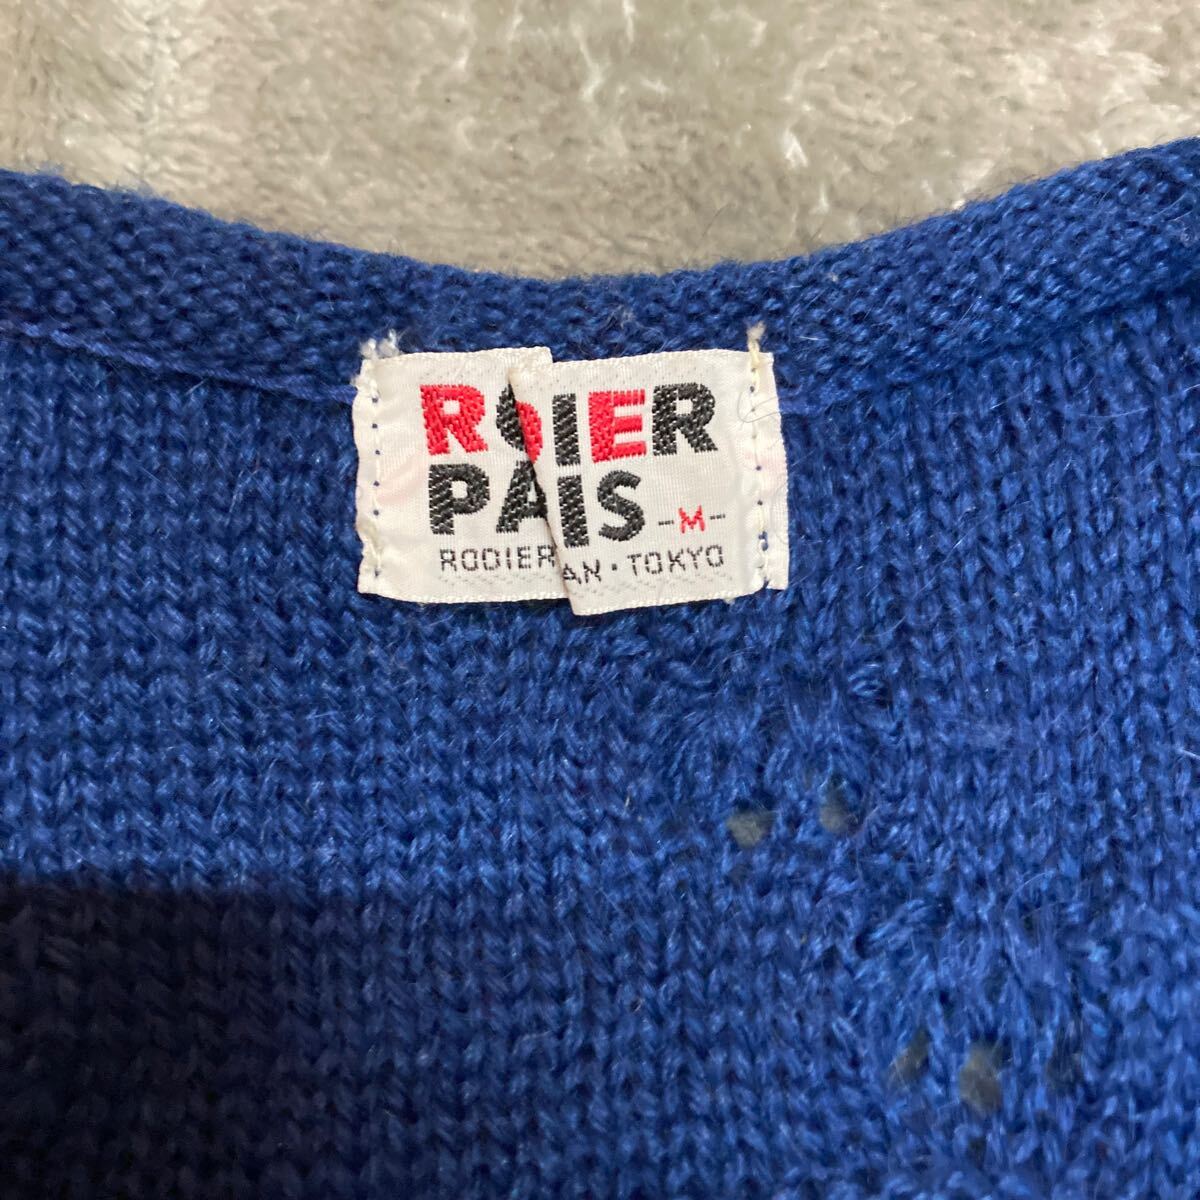 ROIER
PAIS -M-
RODIER AN・TOKYO